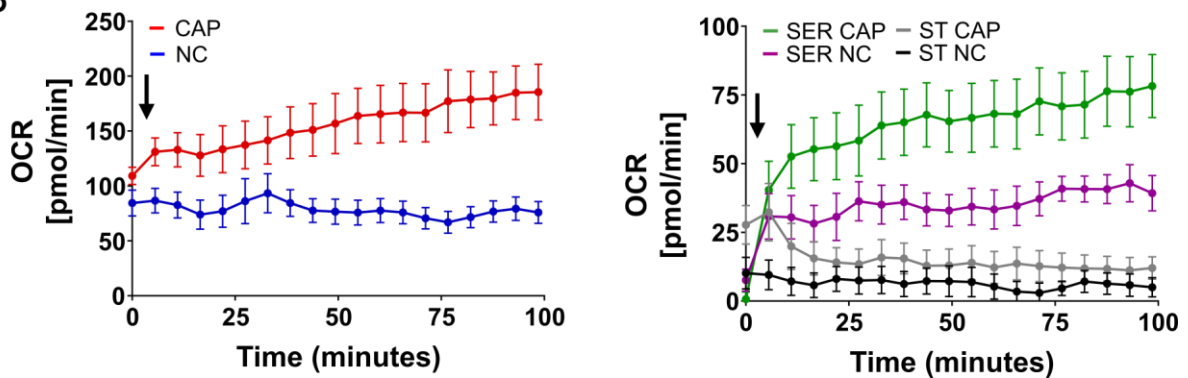 CAP
NC
OCR
[pmol/min]
250
200
150
100
50
0
0 25 50 75 100
Time (minutes)
SER CAP ST CAP
SER NC ST NC
OCR
[pmol/min]
100
75
50
25
0
0 25 50 75 100
Time (minutes)